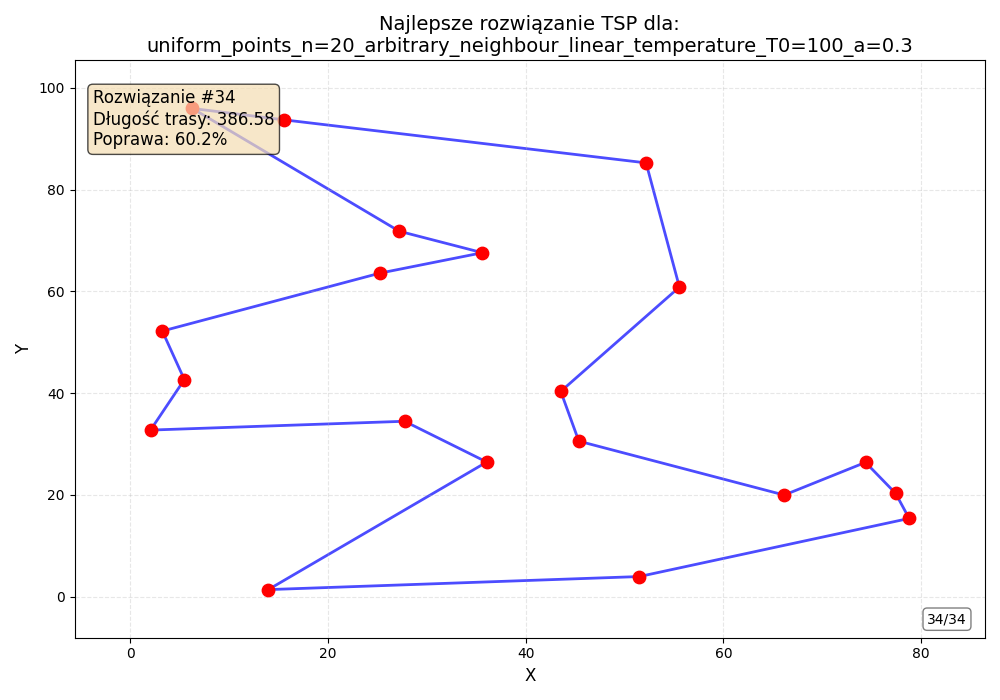 Najlepsze rozwiązanie TSP dla:
uniform_points_n=20_arbitrary_neighbour_linear_temperature_T0=100_a=0.3
Rozwiązanie #34
Długość trasy: 386.58
Poprawa: 60.2%
100
80
60
40
20
0
Y
34/34
0 20 40 60 80
X